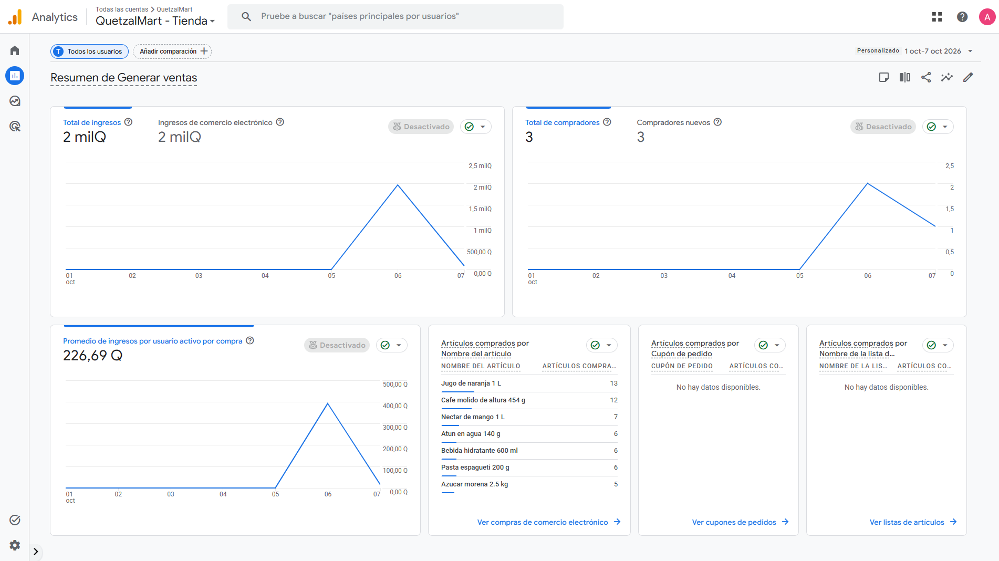 Analytics
Todas las cuentas > QuetzalMart
QuetzalMart - Tienda
Pruebe a buscar "países principales por usuarios"
A
T Todos los usuarios
Añadir comparación
Personalizado 1 oct-7 oct 2026
Resumen de Generar ventas
Total de ingresos
2 milQ
Ingresos de comercio electrónico
2 milQ
Desactivado
2,5 milQ
2 milQ
1,5 milQ
1 milQ
500,00 Q
0,00 Q
01 02 03 04 05 06 07
oct
Total de compradores
3
Compradores nuevos
3
Desactivado
2,5
2
1,5
1
0,5
0
01 02 03 04 05 06 07
oct
Promedio de ingresos por usuario activo por compra
226,69 Q
Desactivado
500,00 Q
400,00 Q
300,00 Q
200,00 Q
100,00 Q
0,00 Q
01 02 03 04 05 06 07
oct
Artículos comprados por
Nombre del artículo
NOMBRE DEL ARTÍCULO ARTÍCULOS COMPRA…
Jugo de naranja 1 L 13
Cafe molido de altura 454 g 12
Nectar de mango 1 L 7
Atun en agua 140 g 6
Bebida hidratante 600 ml 6
Pasta espagueti 200 g 6
Azucar morena 2.5 kg 5
Ver compras de comercio electrónico
Artículos comprados por
Cupón de pedido
CUPÓN DE PEDIDO ARTÍCULOS CO…
No hay datos disponibles.
Ver cupones de pedidos
Artículos comprados por
Nombre de la lista d…
NOMBRE DE LA LIS… ARTÍCULOS CO…
No hay datos disponibles.
Ver listas de artículos